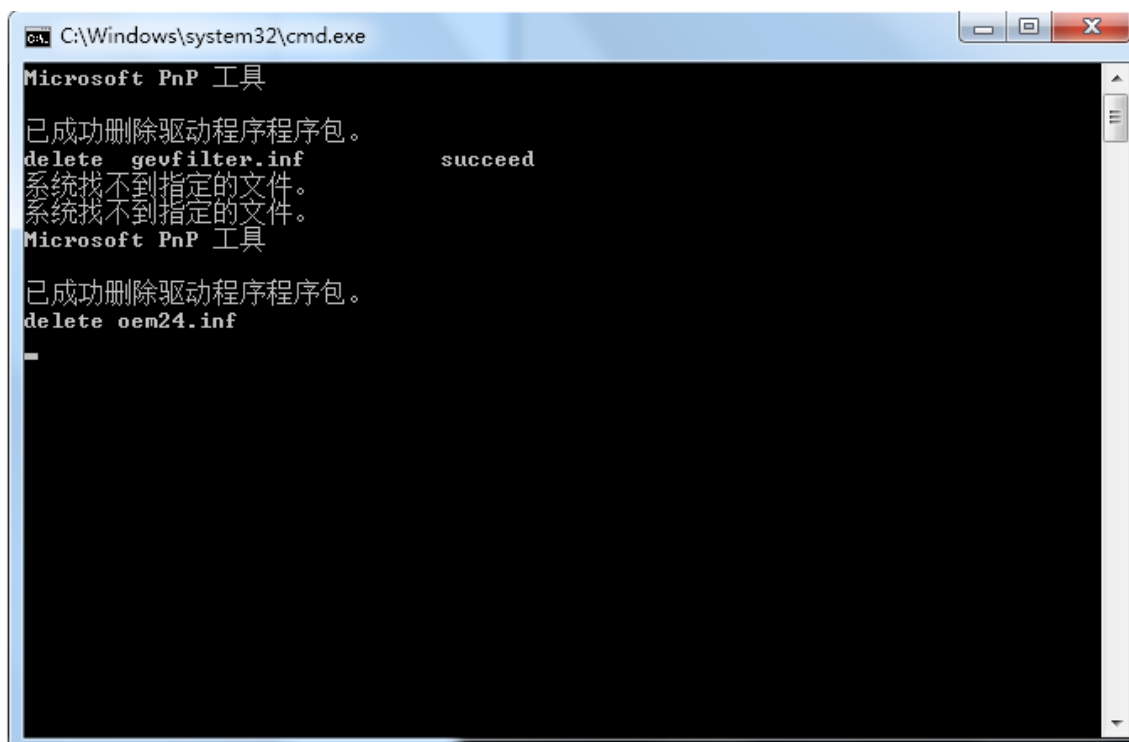 C:\Windows\system32\cmd.exe
Microsoft PnP 工具
已成功删除驱动程序程序包。
delete  gevfilter.inf          succeed
系统找不到指定的文件。
系统找不到指定的文件。
Microsoft PnP 工具
已成功删除驱动程序程序包。
delete oem24.inf